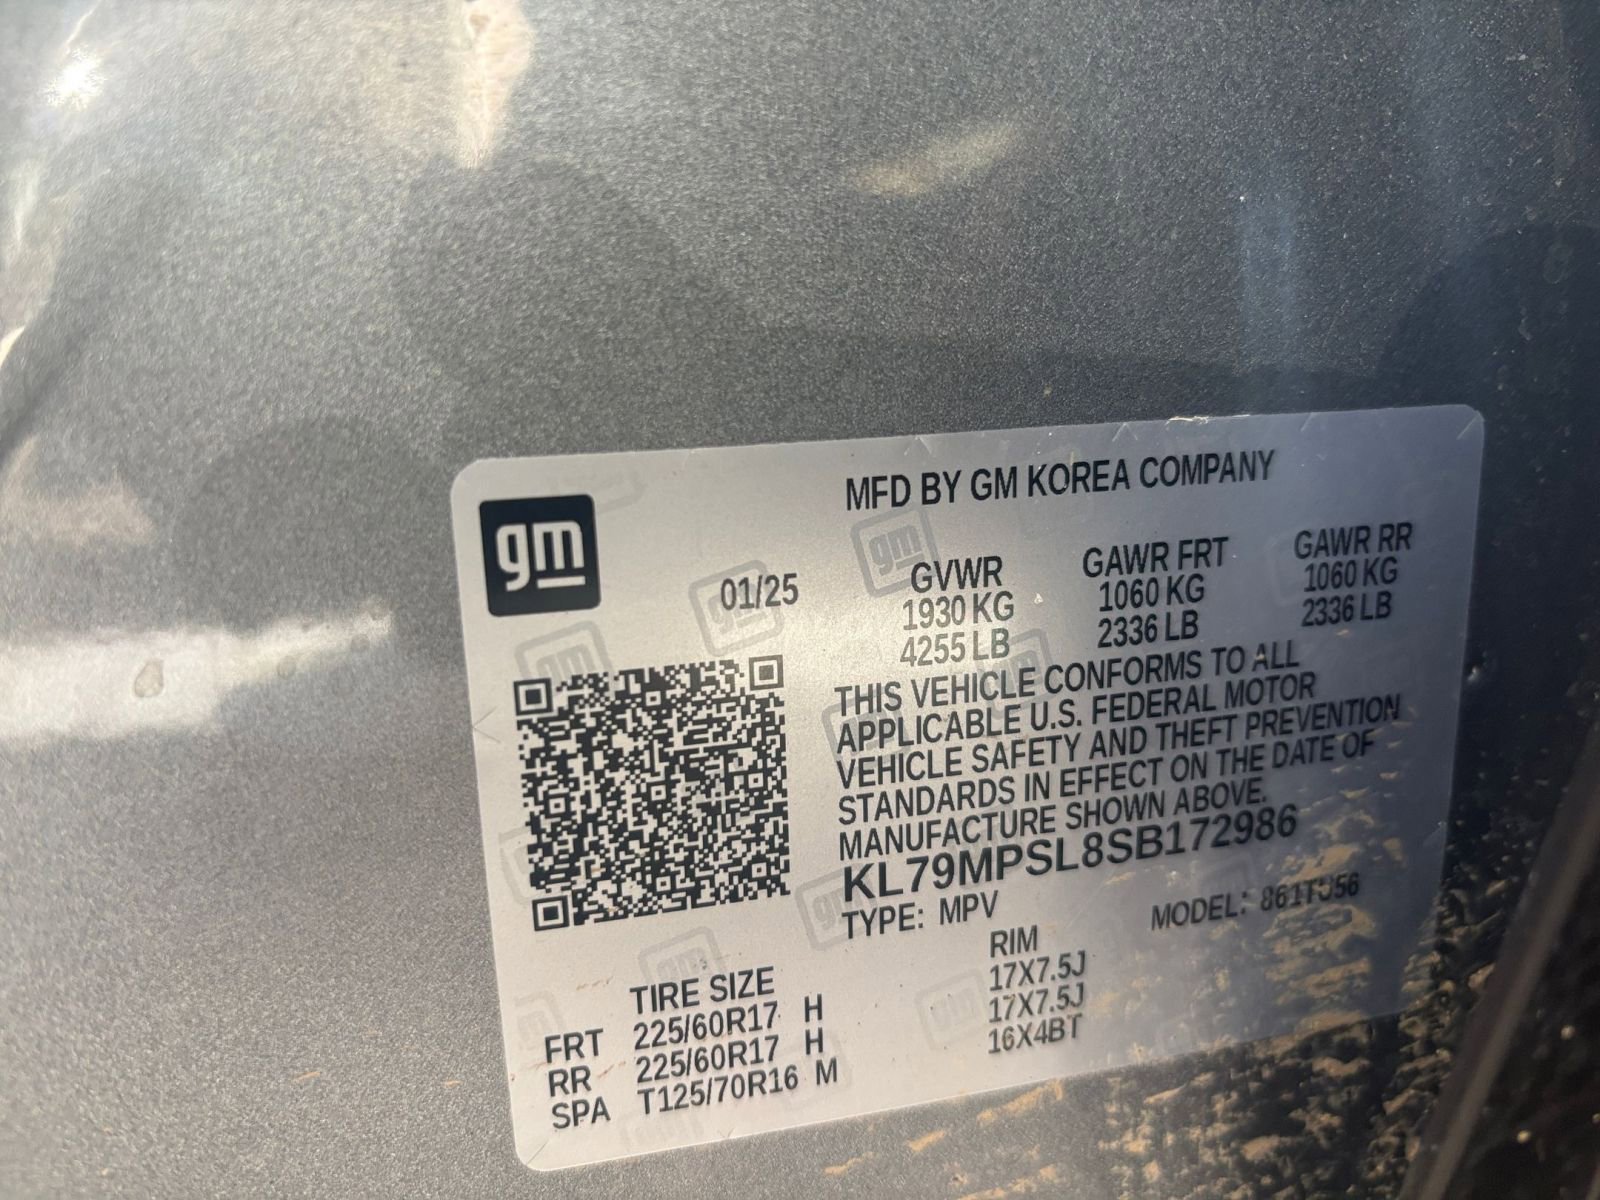 gm
MFD BY GM KOREA COMPANY
01/25
GVWR GAWR FRT GAWR RR
1930 KG 1060 KG 1060 KG
4255 LB 2336 LB 2336 LB
THIS VEHICLE CONFORMS TO ALL
APPLICABLE U.S. FEDERAL MOTOR
VEHICLE SAFETY AND THEFT PREVENTION
STANDARDS IN EFFECT ON THE DATE OF
MANUFACTURE SHOWN ABOVE.
KL79MPSL8SB172986
TYPE: MPV MODEL: 861TU56
TIRE SIZE RIM
FRT 225/60R17 H 17X7.5J
RR 225/60R17 H 17X7.5J
SPA T125/70R16 M 16X4BT